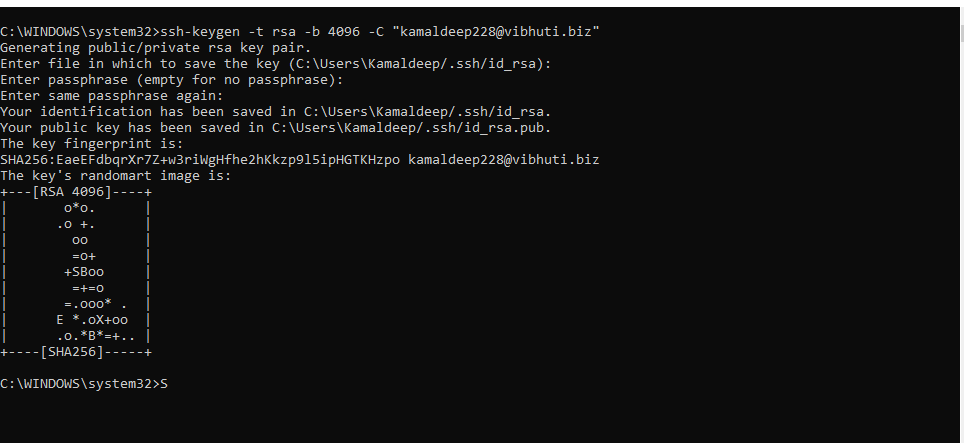 C:\WINDOWS\system32>ssh-keygen -t rsa -b 4096 -C "kamaldeep228@vibhuti.biz"
Generating public/private rsa key pair.
Enter file in which to save the key (C:\Users\Kamaldeep/.ssh/id_rsa):
Enter passphrase (empty for no passphrase):
Enter same passphrase again:
Your identification has been saved in C:\Users\Kamaldeep/.ssh/id_rsa.
Your public key has been saved in C:\Users\Kamaldeep/.ssh/id_rsa.pub.
The key fingerprint is:
SHA256:EaeEFdbqrXr7Z+w3riWgHfhe2hKkzp9l5ipHGTKHzpo kamaldeep228@vibhuti.biz
The key's randomart image is:
+---[RSA 4096]----+
|       o*o.      |
|      .o +.      |
|        oo       |
|        =o+      |
|       +SBoo     |
|        =+=o     |
|       =.ooo* .  |
|      E *.oX+oo  |
|      .o.*B*=+.. |
+----[SHA256]-----+
C:\WINDOWS\system32>S